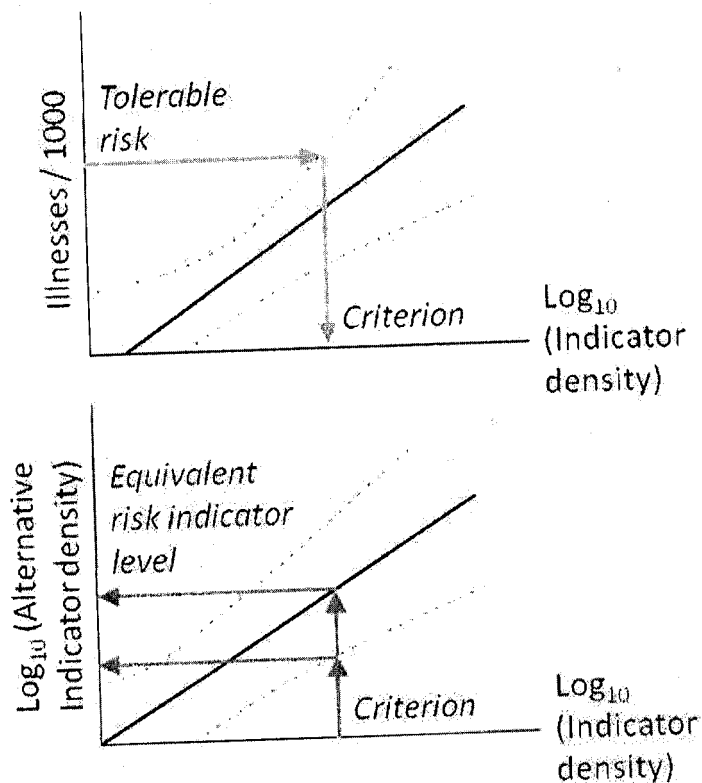 Illnesses / 1000
Tolerable
risk
Criterion
Log₁₀
(Indicator
density)
Log₁₀ (Alternative
Indicator density)
Equivalent
risk indicator
level
Criterion
Log₁₀
(Indicator
density)